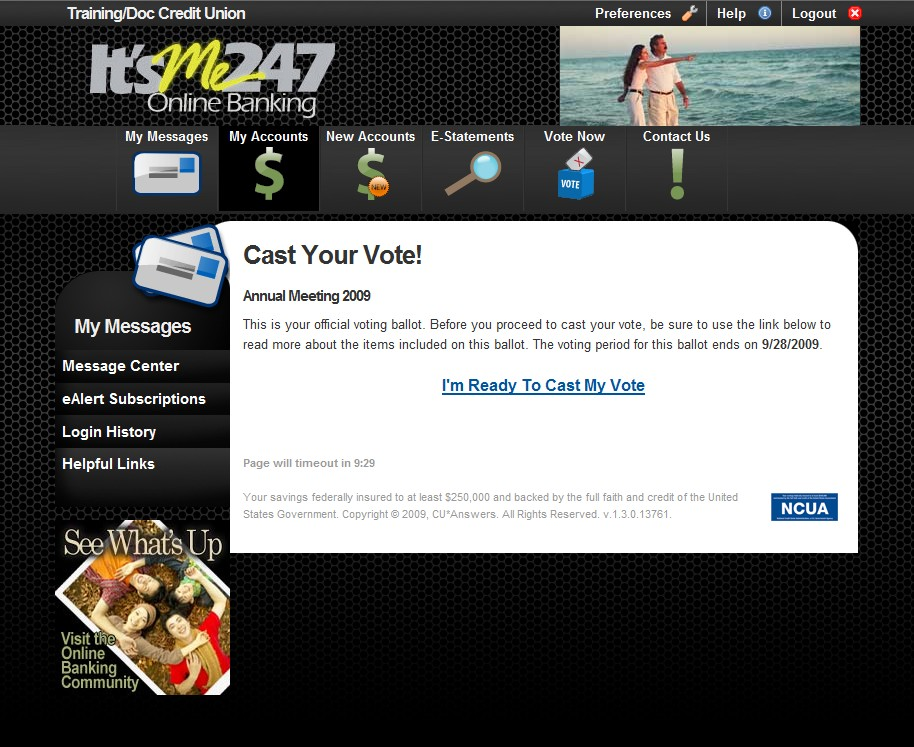 Training/Doc Credit Union
Preferences
Help
Logout
It'sMe247
Online Banking
My Messages
My Accounts
New Accounts
E-Statements
Vote Now
Contact Us
NEW
VOTE
Cast Your Vote!
Annual Meeting 2009
This is your official voting ballot. Before you proceed to cast your vote, be sure to use the link below to
read more about the items included on this ballot. The voting period for this ballot ends on 9/28/2009.
I'm Ready To Cast My Vote
Page will timeout in 9:29
Your savings federally insured to at least $250,000 and backed by the full faith and credit of the United
States Government. Copyright © 2009, CU*Answers. All Rights Reserved. v.1.3.0.13761.
NCUA
My Messages
Message Center
eAlert Subscriptions
Login History
Helpful Links
See What's Up
Visit the
Online
Banking
Community